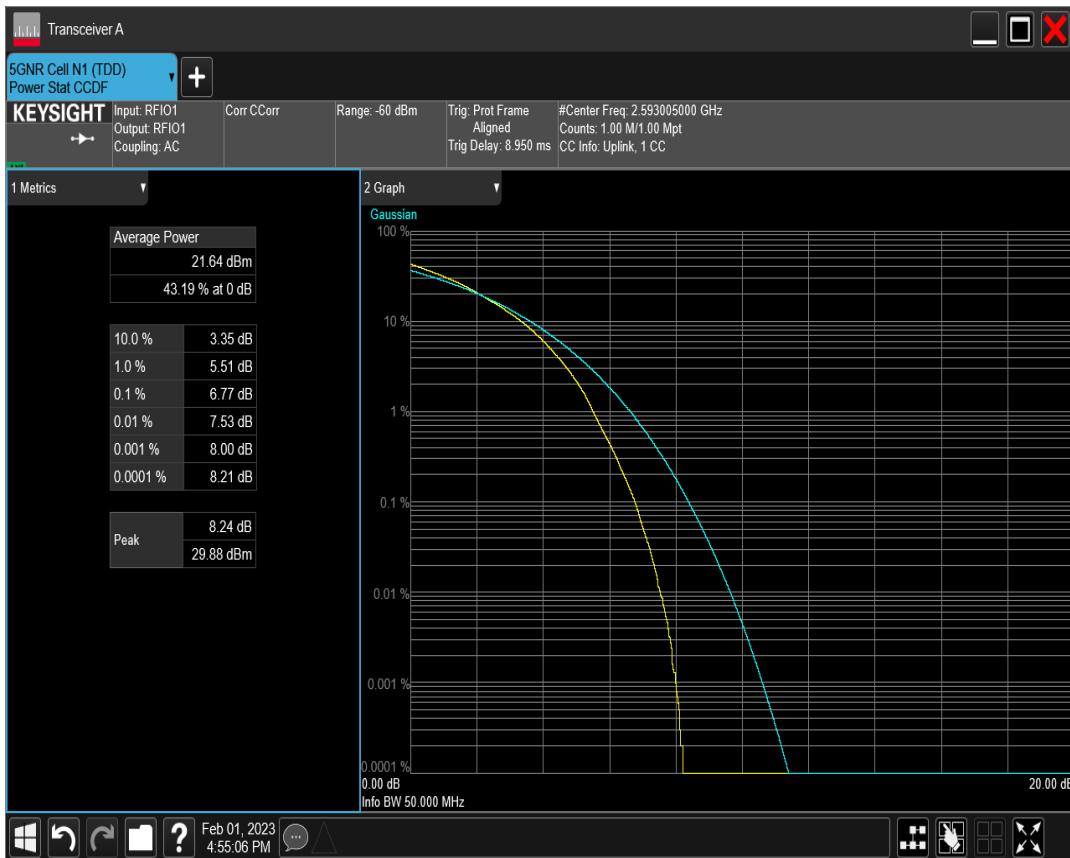 Transceiver A
5GNR Cell N1 (TDD)
Power Stat CCDF
KEYSIGHT
Input: RFIO1
Output: RFIO1
Coupling: AC
Corr CCorr
Range: -60 dBm
Trig: Prot Frame
Aligned
Trig Delay: 8.950 ms
#Center Freq: 2.593005000 GHz
Counts: 1.00 M/1.00 Mpt
CC Info: Uplink, 1 CC
1 Metrics
Average Power
21.64 dBm
43.19 % at 0 dB
10.0 % 3.35 dB
1.0 % 5.51 dB
0.1 % 6.77 dB
0.01 % 7.53 dB
0.001 % 8.00 dB
0.0001 % 8.21 dB
Peak
8.24 dB
29.88 dBm
2 Graph
Gaussian
100 %
10 %
1 %
0.1 %
0.01 %
0.001 %
0.0001 %
0.00 dB 20.00 dB
Info BW 50.000 MHz
?
Feb 01, 2023
4:55:06 PM